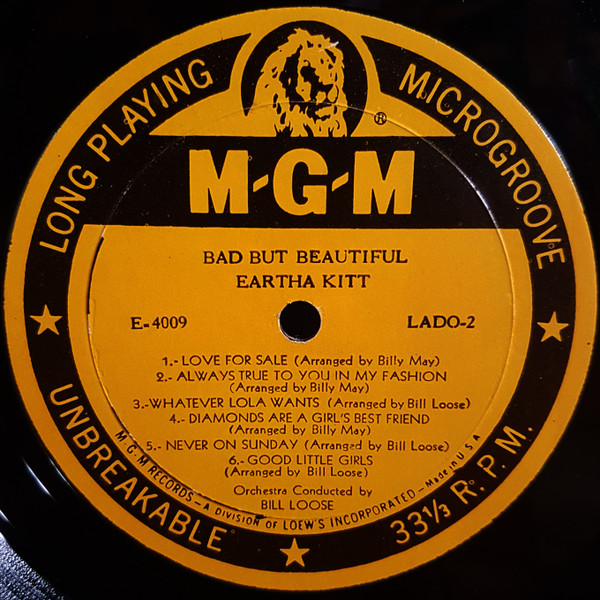 LONG PLAYING
MICROGROOVE
®
M-G-M
BAD BUT BEAUTIFUL
EARTHA KITT
E-4009
LADO-2
1.- LOVE FOR SALE (Arranged by Billy May)
2.- ALWAYS TRUE TO YOU IN MY FASHION
(Arranged by Billy May)
3.-WHATEVER LOLA WANTS (Arranged by Bill Loose)
4.- DIAMONDS ARE A GIRL'S BEST FRIEND
(Arranged by Billy May)
5.- NEVER ON SUNDAY (Arranged by Bill Loose)
6.- GOOD LITTLE GIRLS
(Arranged by Bill Loose)
Orchestra Conducted by
BILL LOOSE
M-G-M RECORDS - A DIVISION OF LOEW'S INCORPORATED - Made in U.S.A
UNBREAKABLE
33⅓ R.P.M.